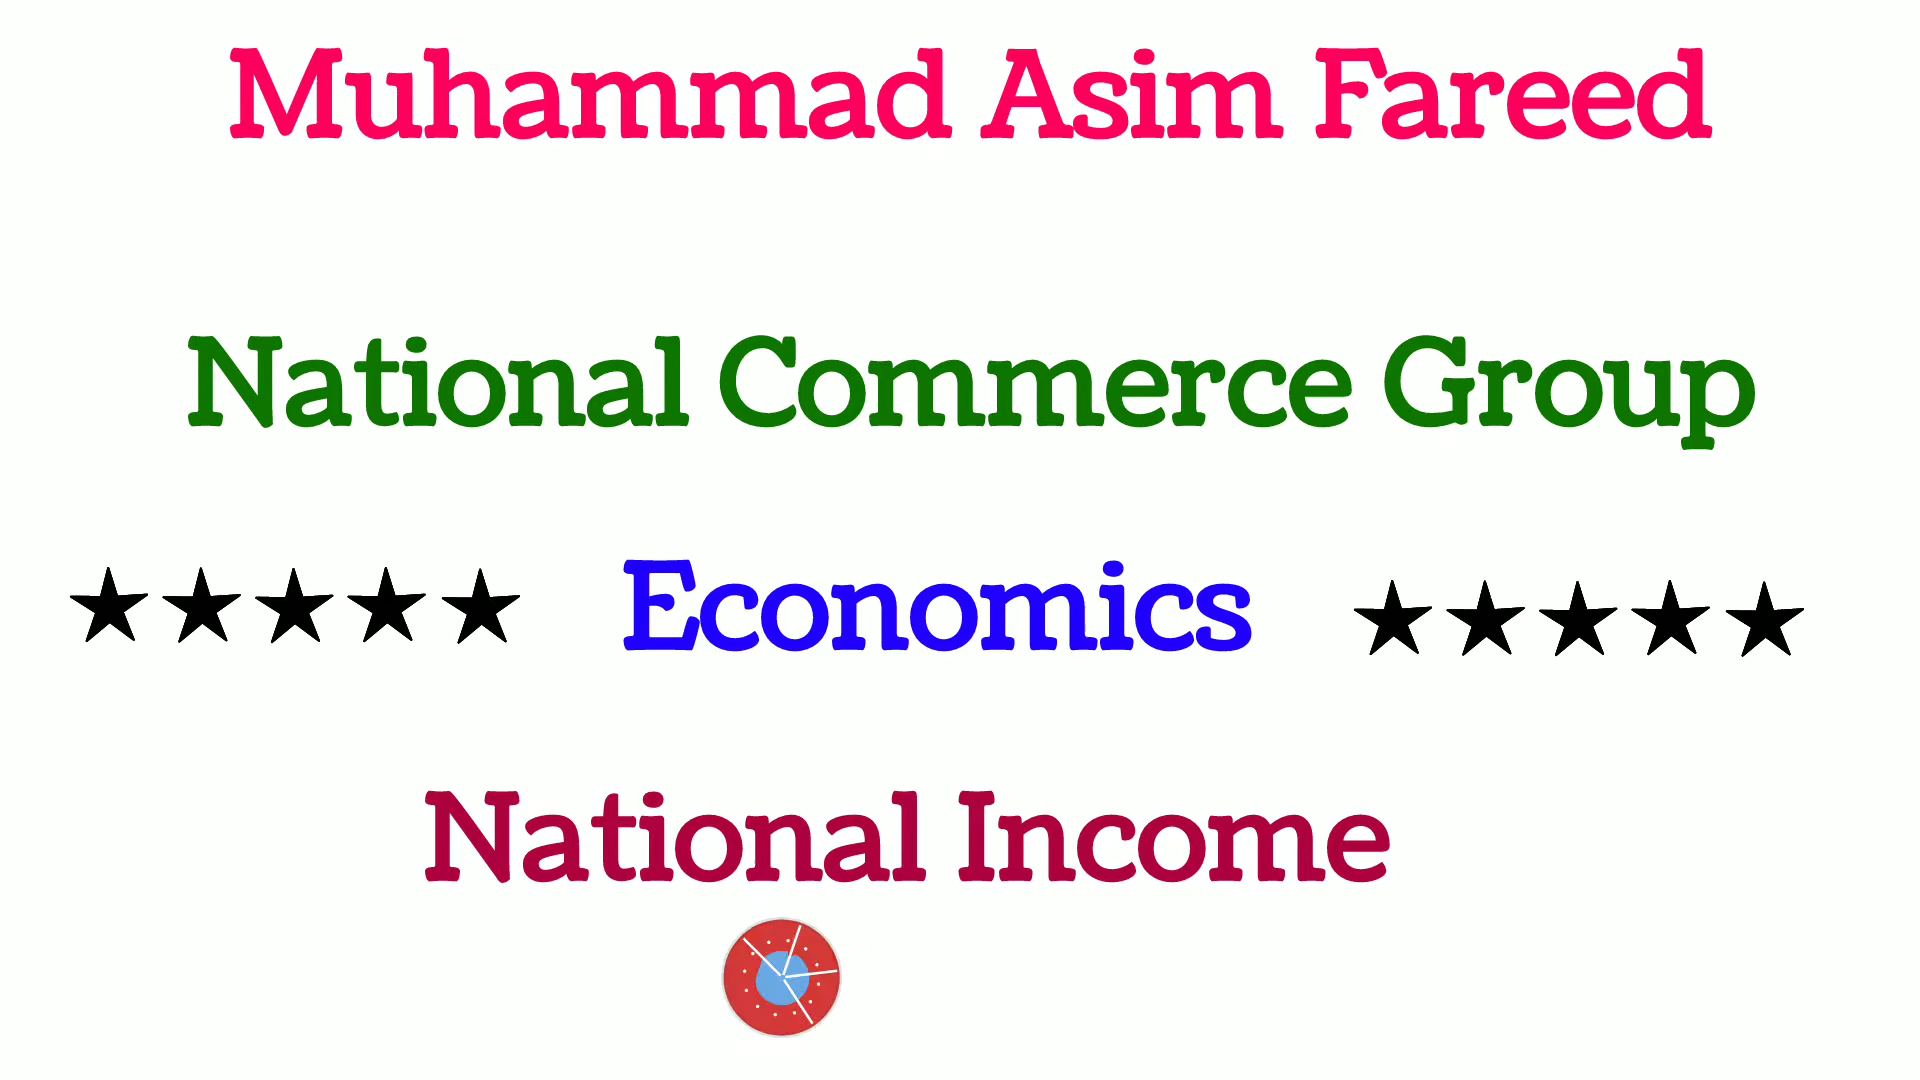 Muhammad Asim Fareed
National Commerce Group
Economics
National Income